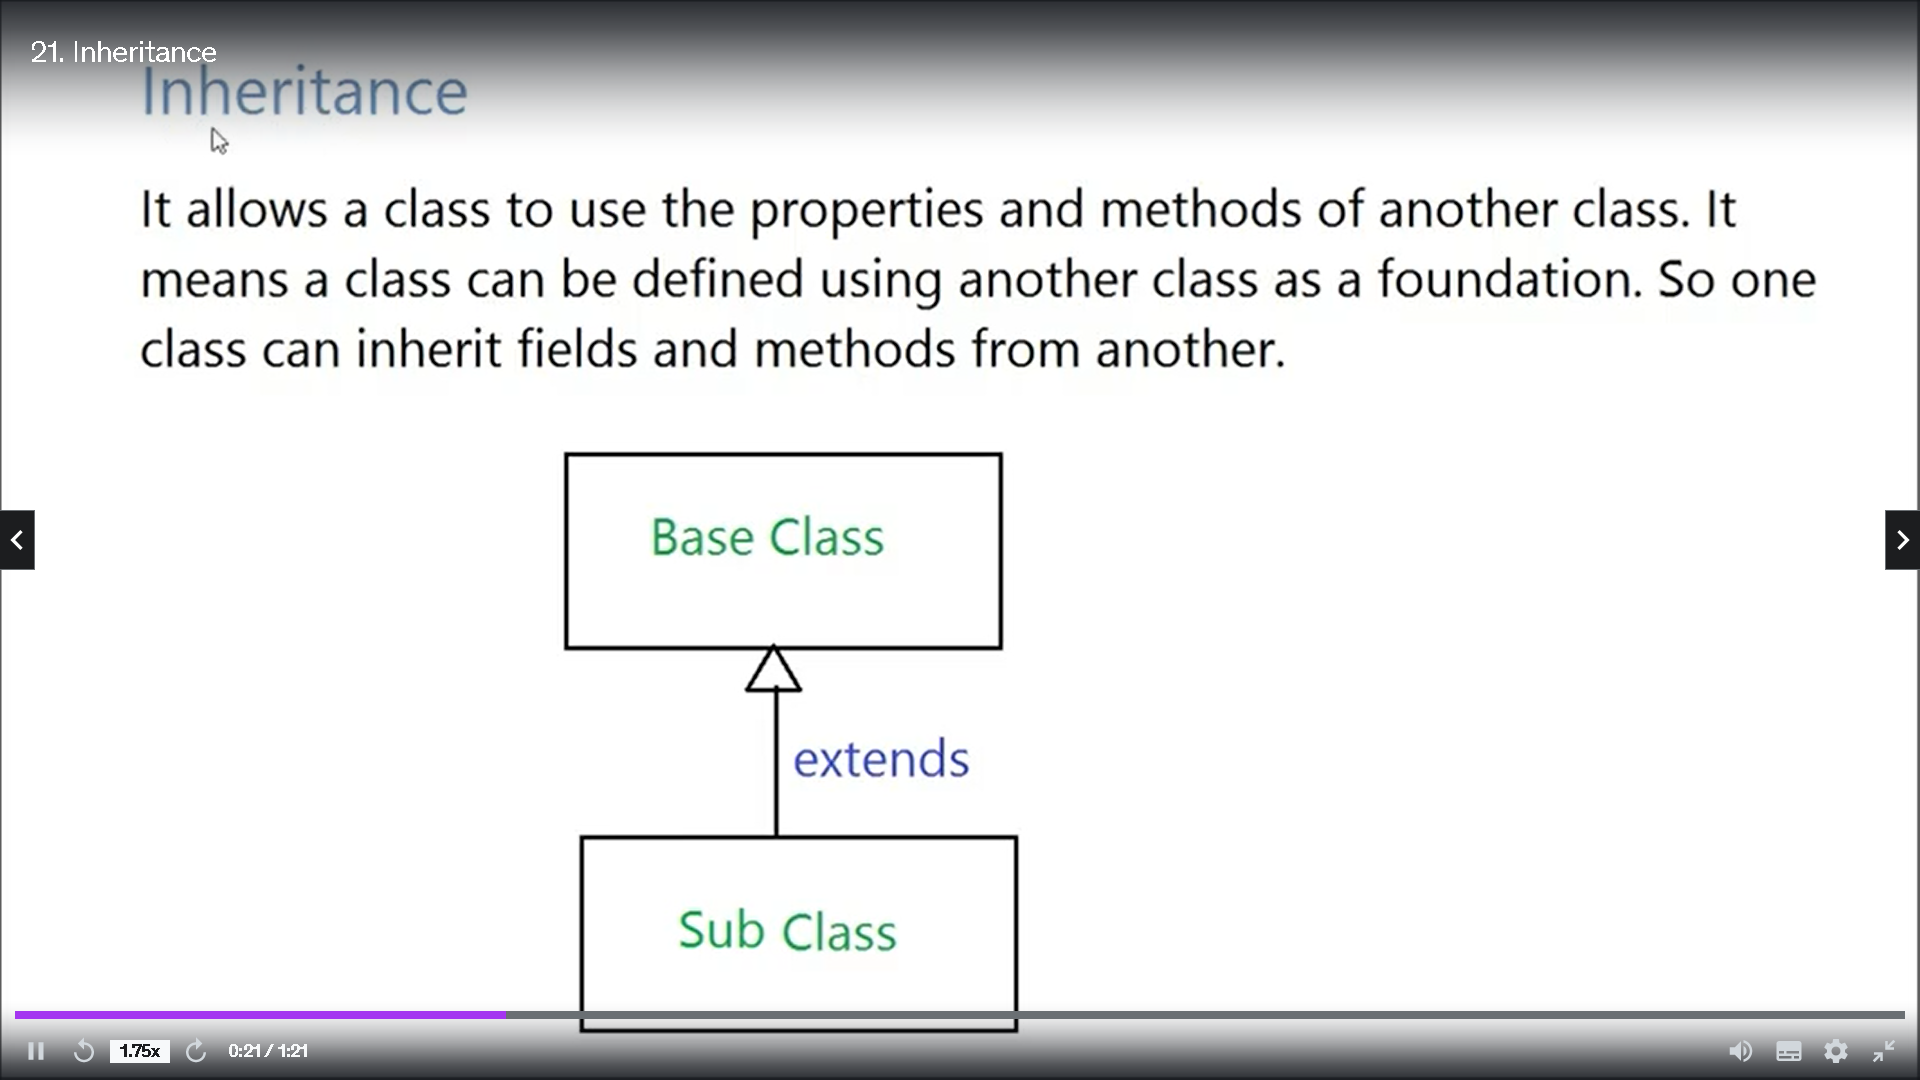 21. Inheritance
Inheritance
It allows a class to use the properties and methods of another class. It
means a class can be defined using another class as a foundation. So one
class can inherit fields and methods from another.
Base Class
extends
Sub Class
1.75x
0:21 / 1:21